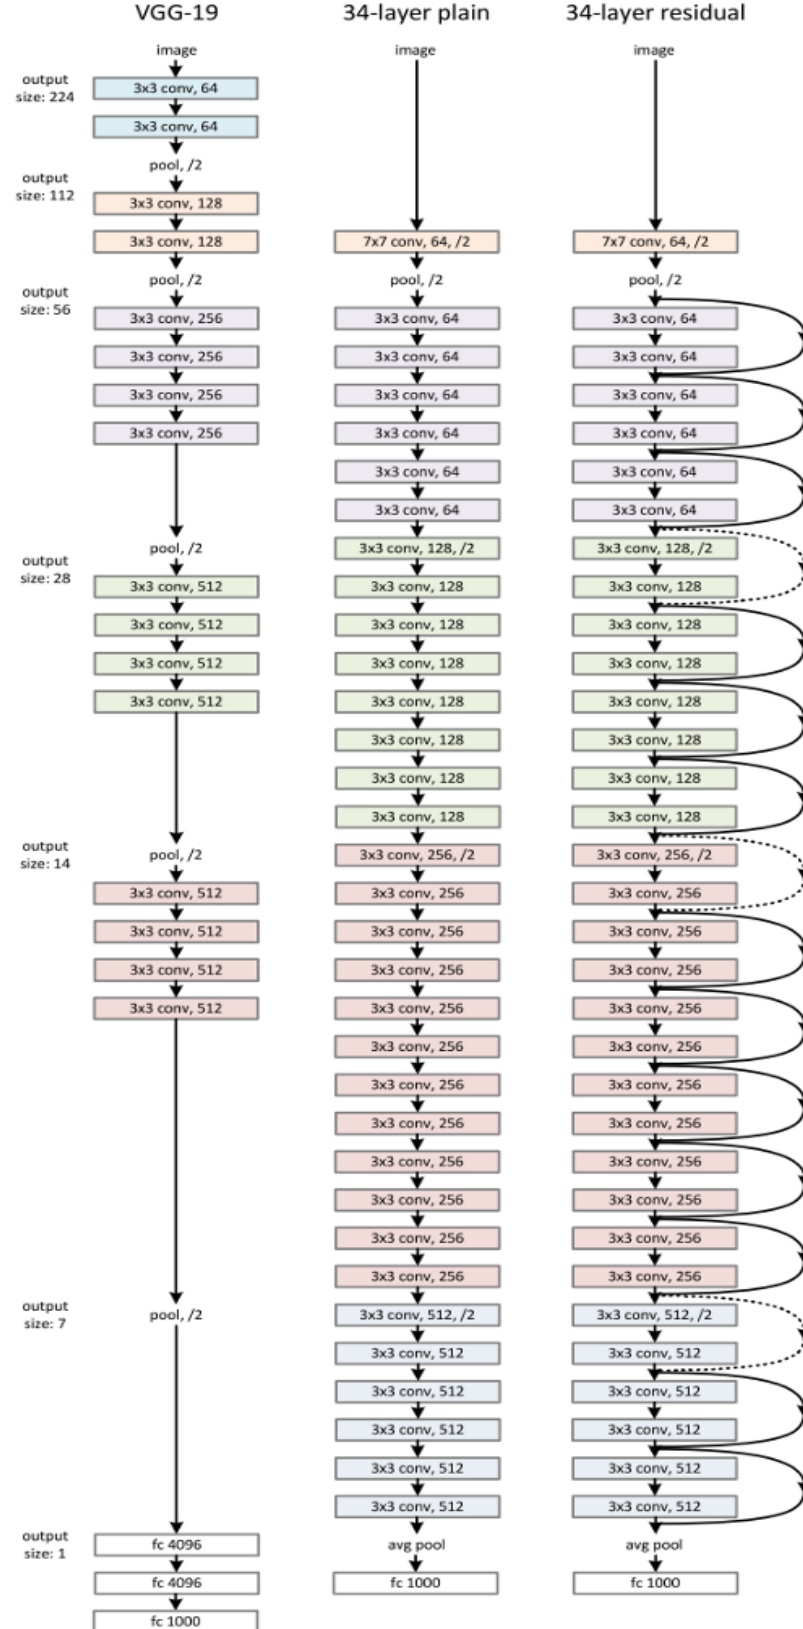 VGG-19
image
output
size: 224
3x3 conv, 64
3x3 conv, 64
pool, /2
output
size: 112
3x3 conv, 128
3x3 conv, 128
pool, /2
output
size: 56
3x3 conv, 256
3x3 conv, 256
3x3 conv, 256
3x3 conv, 256
pool, /2
output
size: 28
3x3 conv, 512
3x3 conv, 512
3x3 conv, 512
3x3 conv, 512
pool, /2
output
size: 14
3x3 conv, 512
3x3 conv, 512
3x3 conv, 512
3x3 conv, 512
pool, /2
output
size: 7
output
size: 1
fc 4096
fc 4096
fc 1000
34-layer plain
image
7x7 conv, 64, /2
pool, /2
3x3 conv, 64
3x3 conv, 64
3x3 conv, 64
3x3 conv, 64
3x3 conv, 64
3x3 conv, 64
3x3 conv, 128, /2
3x3 conv, 128
3x3 conv, 128
3x3 conv, 128
3x3 conv, 128
3x3 conv, 128
3x3 conv, 128
3x3 conv, 128
3x3 conv, 256, /2
3x3 conv, 256
3x3 conv, 256
3x3 conv, 256
3x3 conv, 256
3x3 conv, 256
3x3 conv, 256
3x3 conv, 256
3x3 conv, 256
3x3 conv, 256
3x3 conv, 256
3x3 conv, 256
3x3 conv, 512, /2
3x3 conv, 512
3x3 conv, 512
3x3 conv, 512
3x3 conv, 512
3x3 conv, 512
avg pool
fc 1000
34-layer residual
image
7x7 conv, 64, /2
pool, /2
3x3 conv, 64
3x3 conv, 64
3x3 conv, 64
3x3 conv, 64
3x3 conv, 64
3x3 conv, 64
3x3 conv, 128, /2
3x3 conv, 128
3x3 conv, 128
3x3 conv, 128
3x3 conv, 128
3x3 conv, 128
3x3 conv, 128
3x3 conv, 128
3x3 conv, 256, /2
3x3 conv, 256
3x3 conv, 256
3x3 conv, 256
3x3 conv, 256
3x3 conv, 256
3x3 conv, 256
3x3 conv, 256
3x3 conv, 256
3x3 conv, 256
3x3 conv, 256
3x3 conv, 256
3x3 conv, 512, /2
3x3 conv, 512
3x3 conv, 512
3x3 conv, 512
3x3 conv, 512
3x3 conv, 512
avg pool
fc 1000